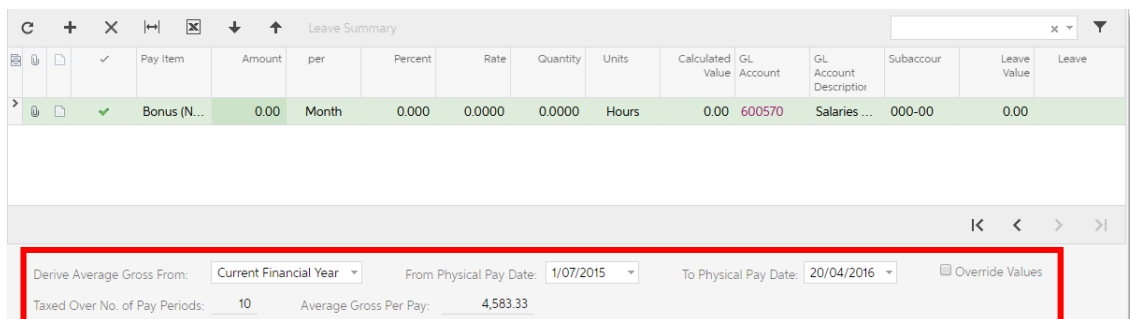 Leave Summary
Pay Item Amount per Percent Rate Quantity Units Calculated Value GL Account GL Account Description Subaccour Leave Value Leave
Bonus (N... 0.00 Month 0.000 0.0000 0.0000 Hours 0.00 600570 Salaries ... 000-00 0.00
Derive Average Gross From: Current Financial Year From Physical Pay Date: 1/07/2015 To Physical Pay Date: 20/04/2016 Override Values
Taxed Over No. of Pay Periods: 10 Average Gross Per Pay: 4,583.33